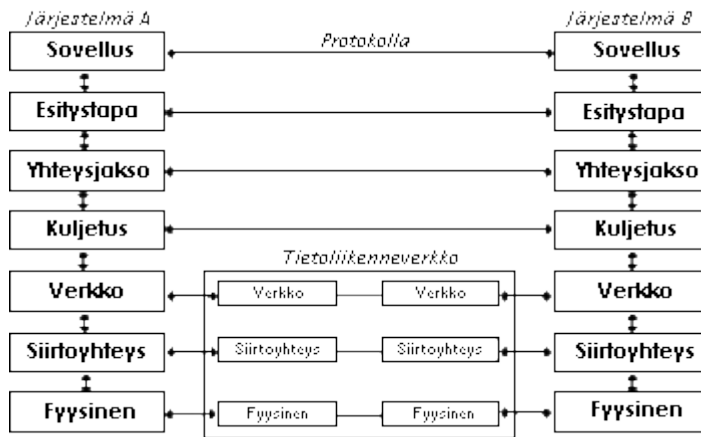 Järjestelmä A
Järjestelmä B
Sovellus
Protokolla
Sovellus
Esitystapa
Esitystapa
Yhteysjakso
Yhteysjakso
Kuljetus
Kuljetus
Tietoliikenneverkko
Verkko
Verkko
Verkko
Verkko
Siirtoyhteys
Siirtoyhteys
Siirtoyhteys
Siirtoyhteys
Fyysinen
Fyysinen
Fyysinen
Fyysinen